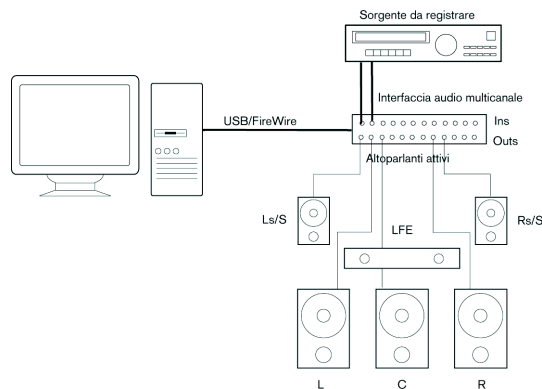 Sorgente da registrare
Interfaccia audio multicanale
USB/FireWire
Ins
Outs
Altoparlanti attivi
Ls/S
LFE
Rs/S
L
C
R